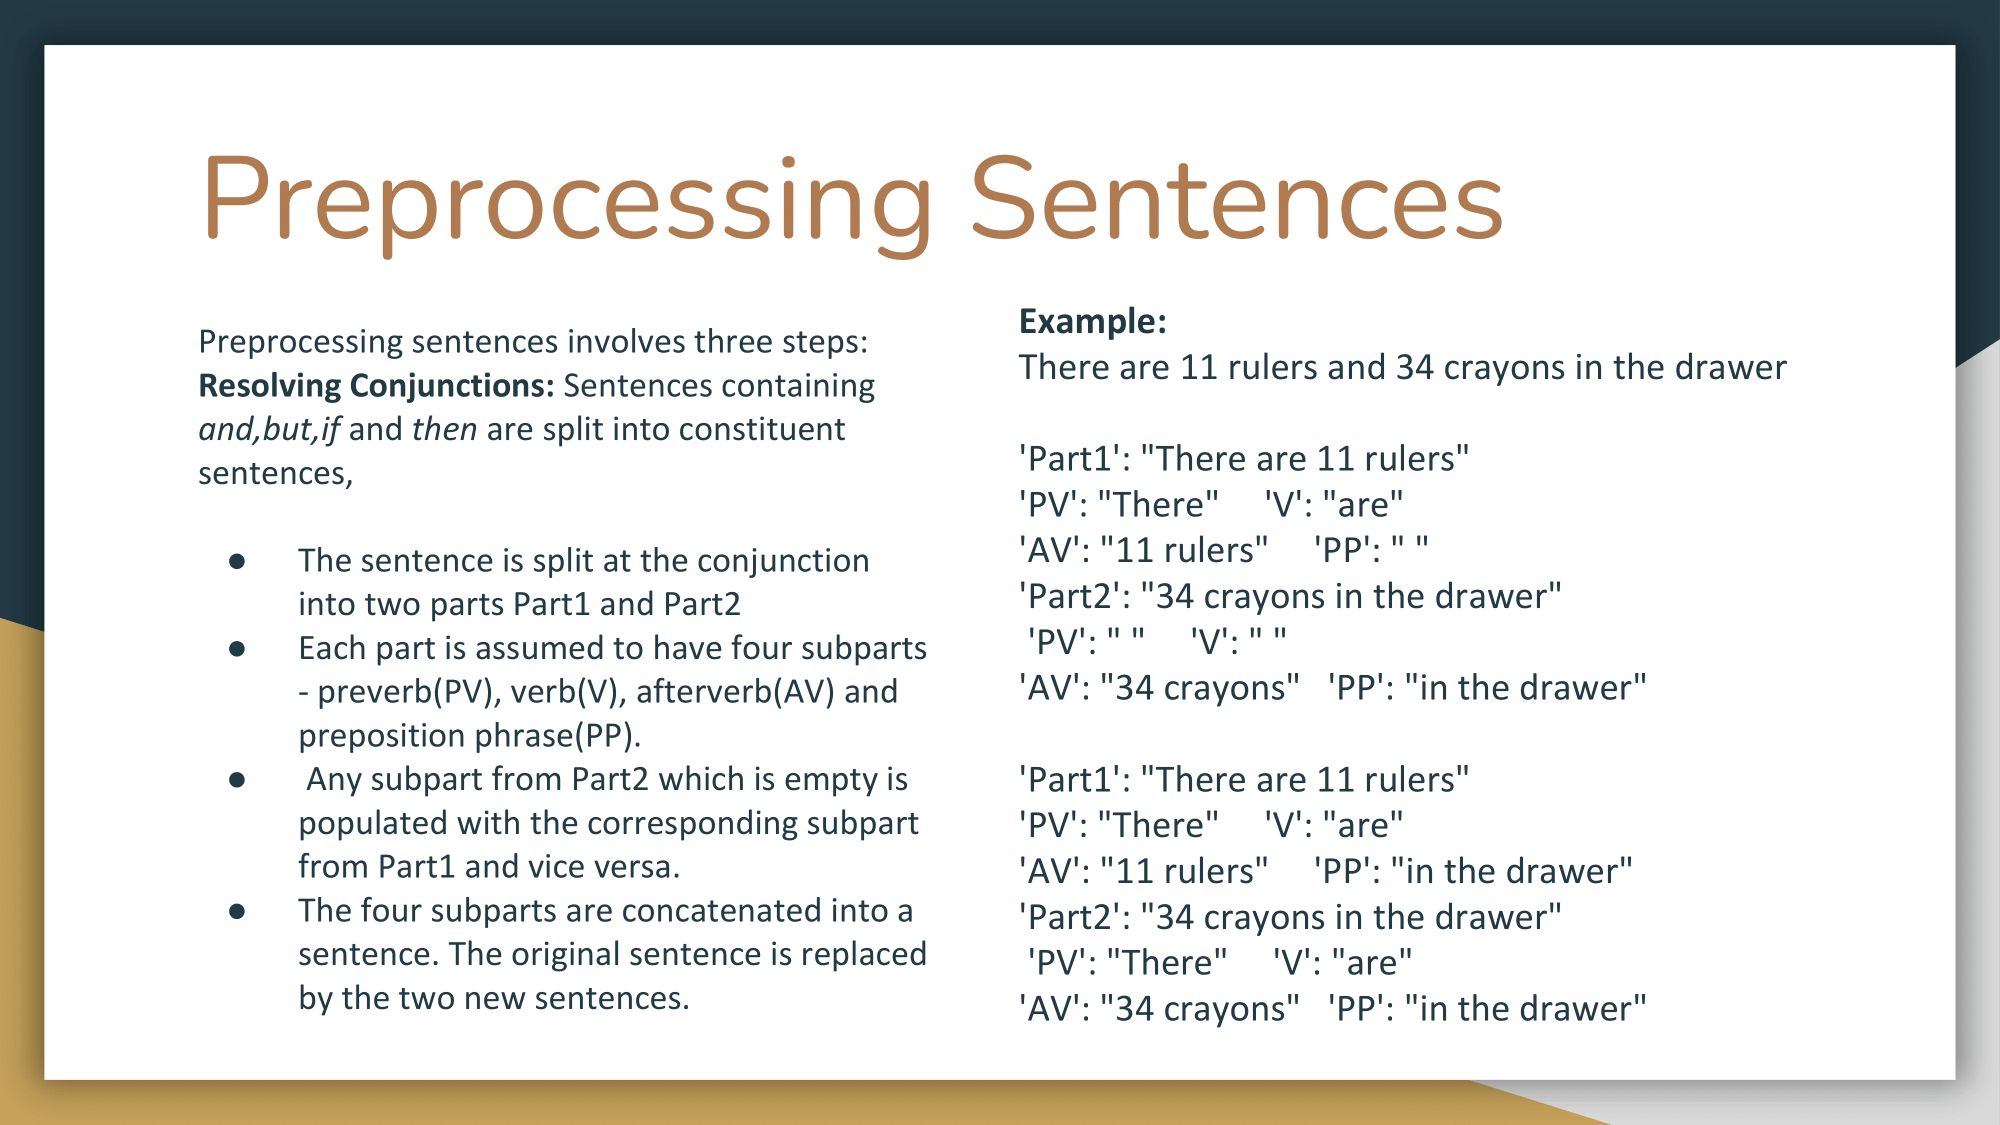 Preprocessing Sentences
Preprocessing sentences involves three steps:
Resolving Conjunctions: Sentences containing
and,but,if and then are split into constituent
sentences,
● The sentence is split at the conjunction
into two parts Part1 and Part2
● Each part is assumed to have four subparts
- preverb(PV), verb(V), afterverb(AV) and
preposition phrase(PP).
● Any subpart from Part2 which is empty is
populated with the corresponding subpart
from Part1 and vice versa.
● The four subparts are concatenated into a
sentence. The original sentence is replaced
by the two new sentences.
Example:
There are 11 rulers and 34 crayons in the drawer
'Part1': "There are 11 rulers"
'PV': "There" 'V': "are"
'AV': "11 rulers" 'PP': " "
'Part2': "34 crayons in the drawer"
'PV': " " 'V': " "
'AV': "34 crayons" 'PP': "in the drawer"
'Part1': "There are 11 rulers"
'PV': "There" 'V': "are"
'AV': "11 rulers" 'PP': "in the drawer"
'Part2': "34 crayons in the drawer"
'PV': "There" 'V': "are"
'AV': "34 crayons" 'PP': "in the drawer"